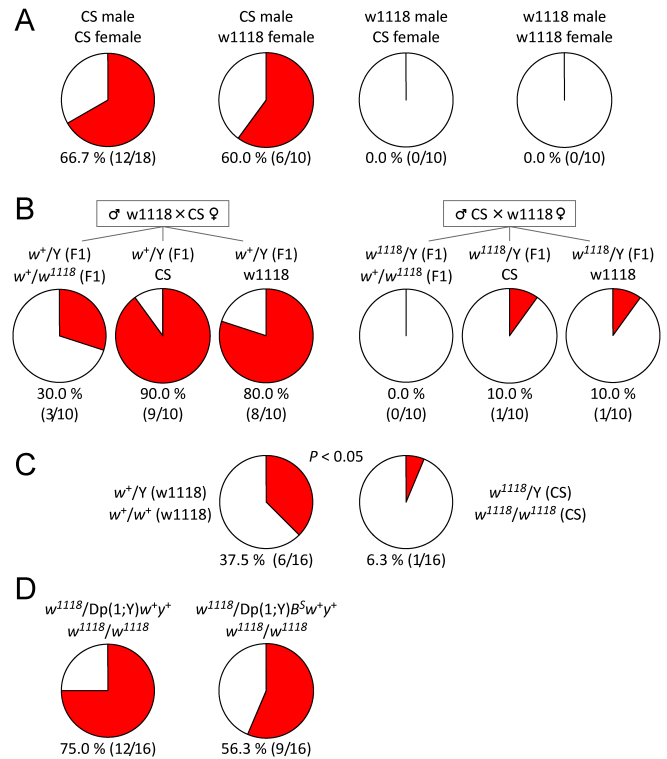 A
CS male
CS female
66.7 % (12/18)
CS male
w1118 female
60.0 % (6/10)
w1118 male
CS female
0.0 % (0/10)
w1118 male
w1118 female
0.0 % (0/10)
B
♂ w1118 × CS ♀
w⁺/Y (F1)
w⁺/w¹¹¹⁸ (F1)
30.0 %
(3/10)
w⁺/Y (F1)
CS
90.0 %
(9/10)
w⁺/Y (F1)
w1118
80.0 %
(8/10)
♂ CS × w1118 ♀
w¹¹¹⁸/Y (F1)
w⁺/w¹¹¹⁸ (F1)
0.0 %
(0/10)
w¹¹¹⁸/Y (F1)
CS
10.0 %
(1/10)
w¹¹¹⁸/Y (F1)
w1118
10.0 %
(1/10)
C
P < 0.05
w⁺/Y (w1118)
w⁺/w⁺ (w1118)
37.5 % (6/16)
w¹¹¹⁸/Y (CS)
w¹¹¹⁸/w¹¹¹⁸ (CS)
6.3 % (1/16)
D
w¹¹¹⁸/Dp(1;Y)w⁺y⁺
w¹¹¹⁸/w¹¹¹⁸
75.0 % (12/16)
w¹¹¹⁸/Dp(1;Y)Bˢw⁺y⁺
w¹¹¹⁸/w¹¹¹⁸
56.3 % (9/16)